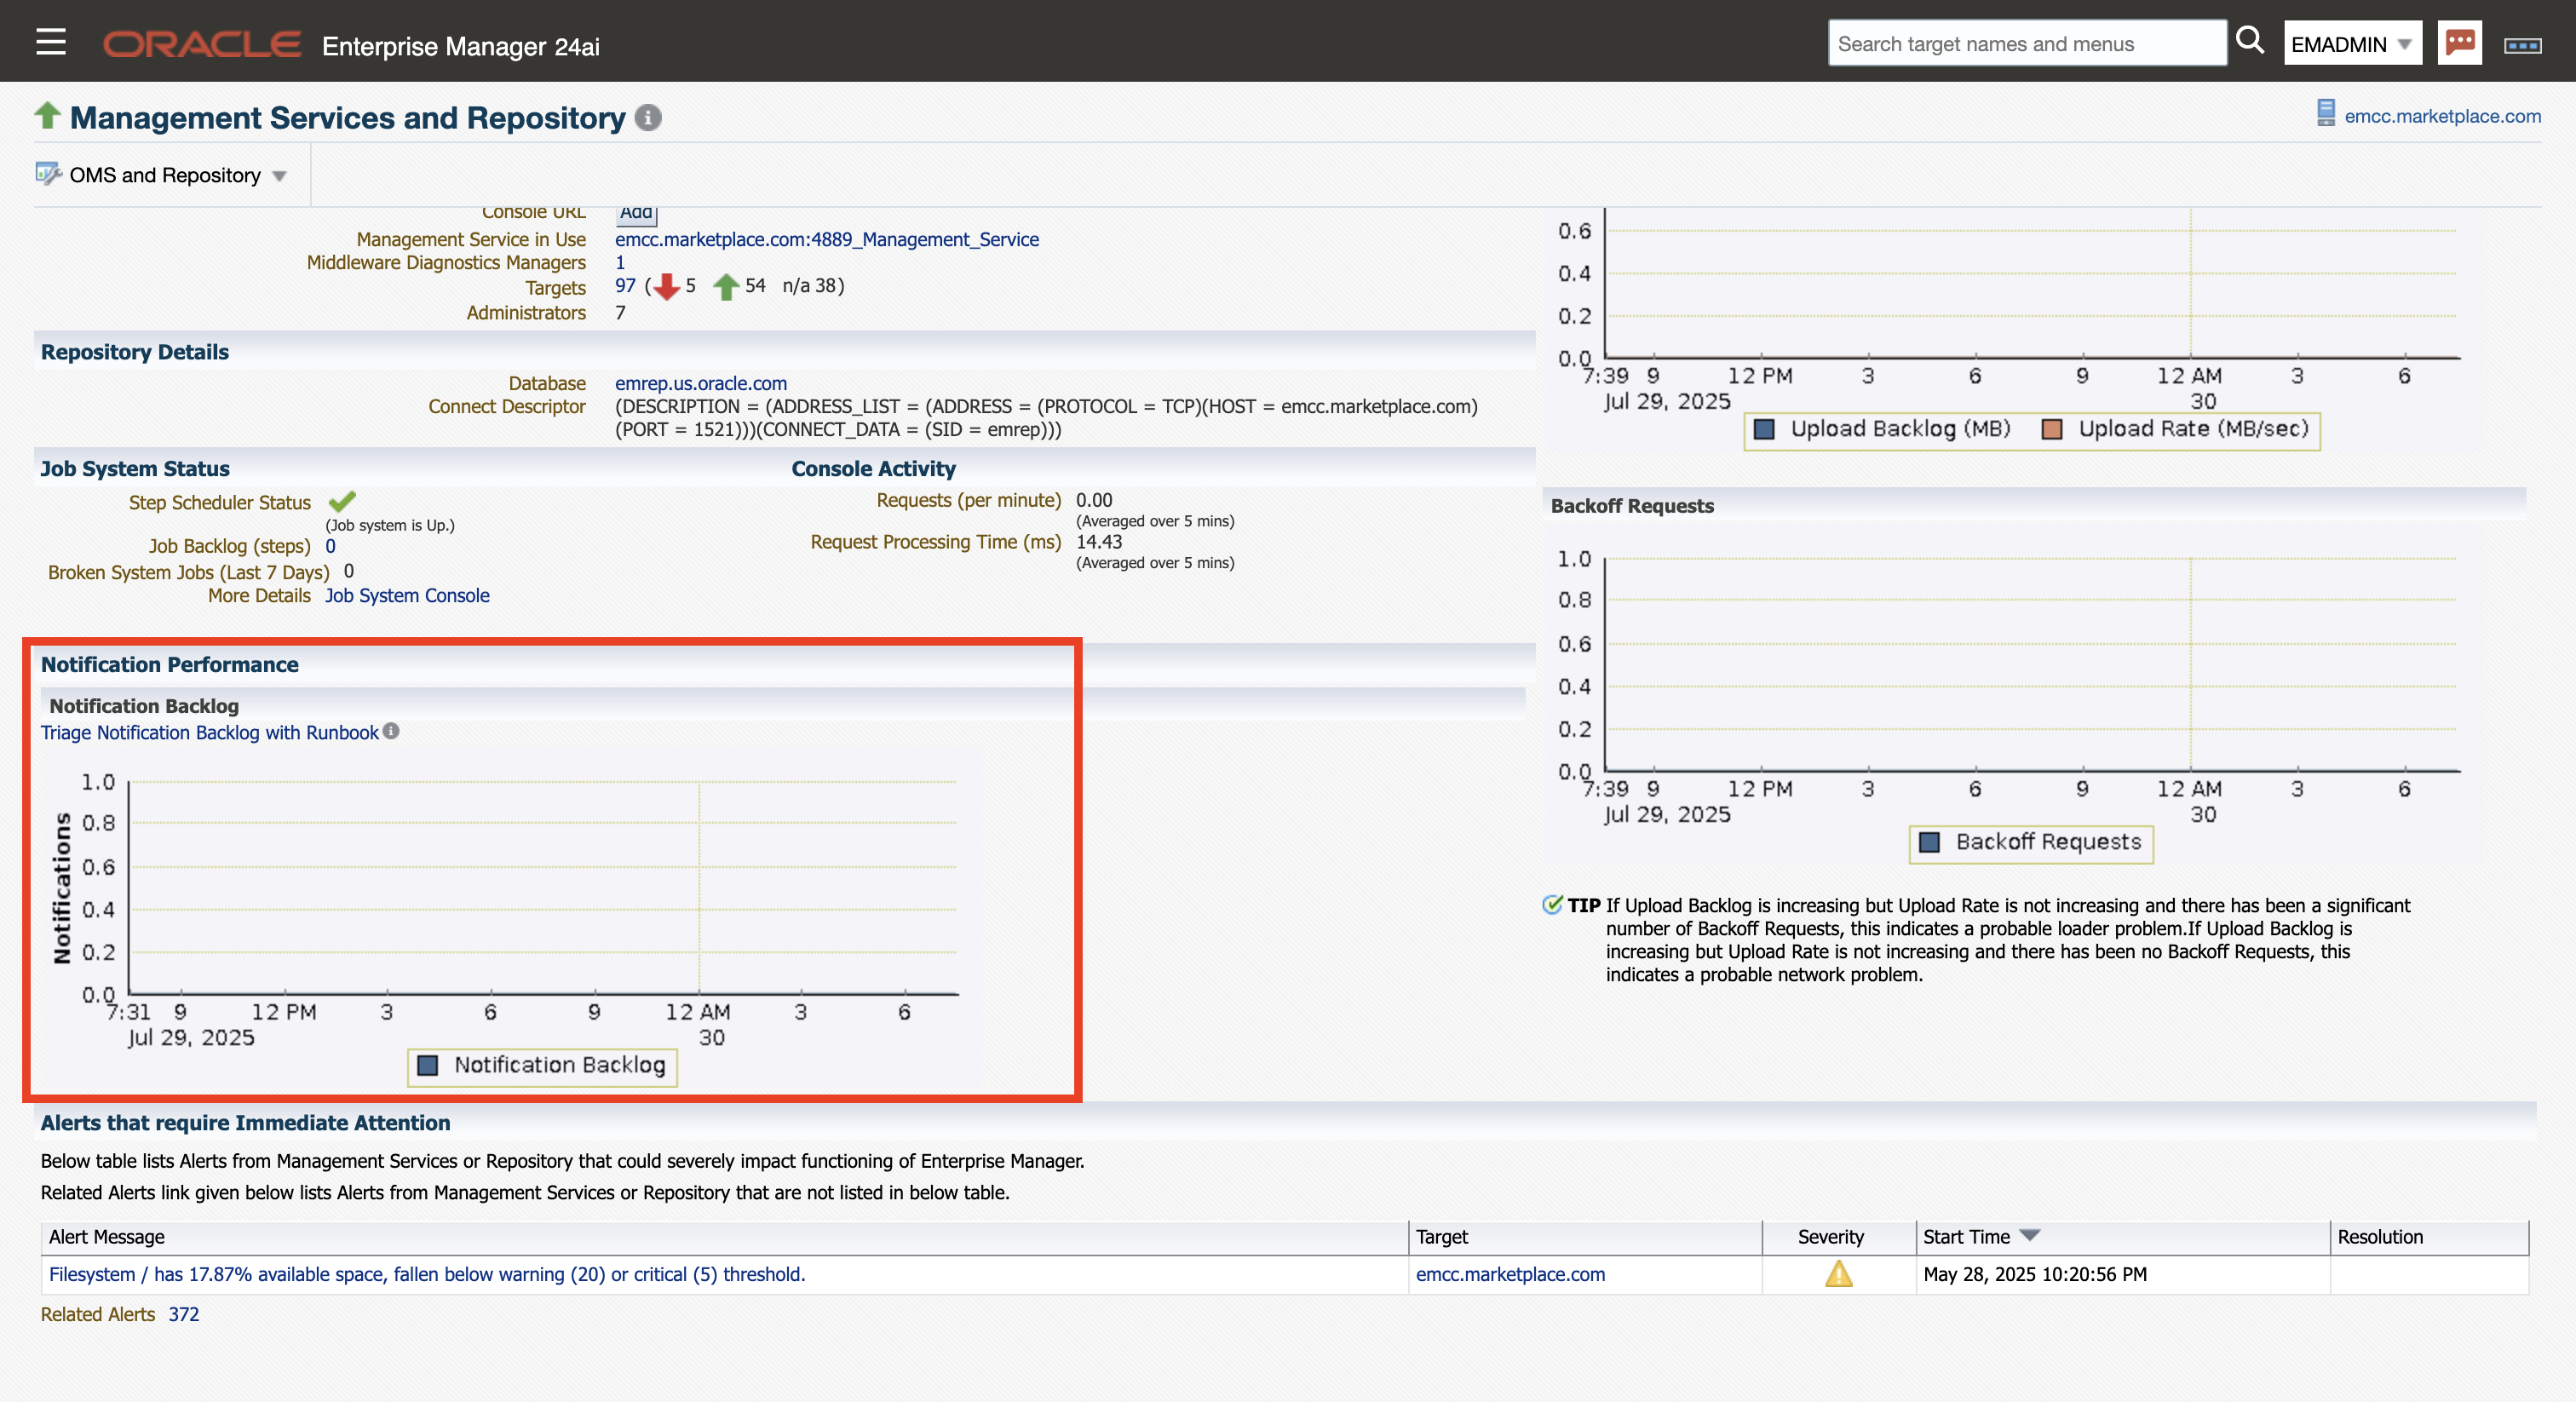 ORACLE Enterprise Manager 24ai
Search target names and menus
EMADMIN
Management Services and Repository
emcc.marketplace.com
OMS and Repository
Console URL Add
Management Service in Use emcc.marketplace.com:4889_Management_Service
Middleware Diagnostics Managers 1
Targets 97 ( 5 54 n/a 38)
Administrators 7
Repository Details
Database emrep.us.oracle.com
Connect Descriptor (DESCRIPTION = (ADDRESS_LIST = (ADDRESS = (PROTOCOL = TCP)(HOST = emcc.marketplace.com)
(PORT = 1521)))(CONNECT_DATA = (SID = emrep)))
Job System Status
Step Scheduler Status
(Job system is Up.)
Job Backlog (steps) 0
Broken System Jobs (Last 7 Days) 0
More Details Job System Console
Console Activity
Requests (per minute) 0.00
(Averaged over 5 mins)
Request Processing Time (ms) 14.43
(Averaged over 5 mins)
Notification Performance
Notification Backlog
Triage Notification Backlog with Runbook
Notifications
1.0
0.8
0.6
0.4
0.2
0.0
7:31 9 12 PM 3 6 9 12 AM 3 6
Jul 29, 2025 30
Notification Backlog
0.6
0.4
0.2
0.0
7:39 9 12 PM 3 6 9 12 AM 3 6
Jul 29, 2025 30
Upload Backlog (MB) Upload Rate (MB/sec)
Backoff Requests
1.0
0.8
0.6
0.4
0.2
0.0
7:39 9 12 PM 3 6 9 12 AM 3 6
Jul 29, 2025 30
Backoff Requests
TIP If Upload Backlog is increasing but Upload Rate is not increasing and there has been a significant
number of Backoff Requests, this indicates a probable loader problem.If Upload Backlog is
increasing but Upload Rate is not increasing and there has been no Backoff Requests, this
indicates a probable network problem.
Alerts that require Immediate Attention
Below table lists Alerts from Management Services or Repository that could severely impact functioning of Enterprise Manager.
Related Alerts link given below lists Alerts from Management Services or Repository that are not listed in below table.
Alert Message Target Severity Start Time Resolution
Filesystem / has 17.87% available space, fallen below warning (20) or critical (5) threshold. emcc.marketplace.com May 28, 2025 10:20:56 PM
Related Alerts 372